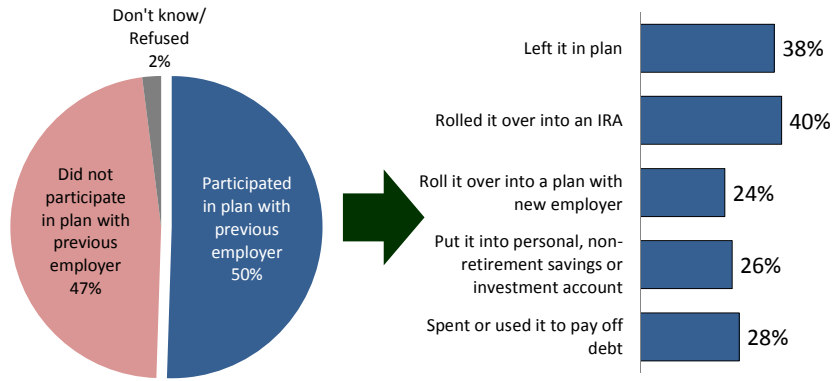 Don't know/
Refused
2%
Did not
participate
in plan with
previous
employer
47%
Participated
in plan with
previous
employer
50%
Left it in plan
38%
Rolled it over into an IRA
40%
Roll it over into a plan with
new employer
24%
Put it into personal, non-
retirement savings or
investment account
26%
Spent or used it to pay off
debt
28%